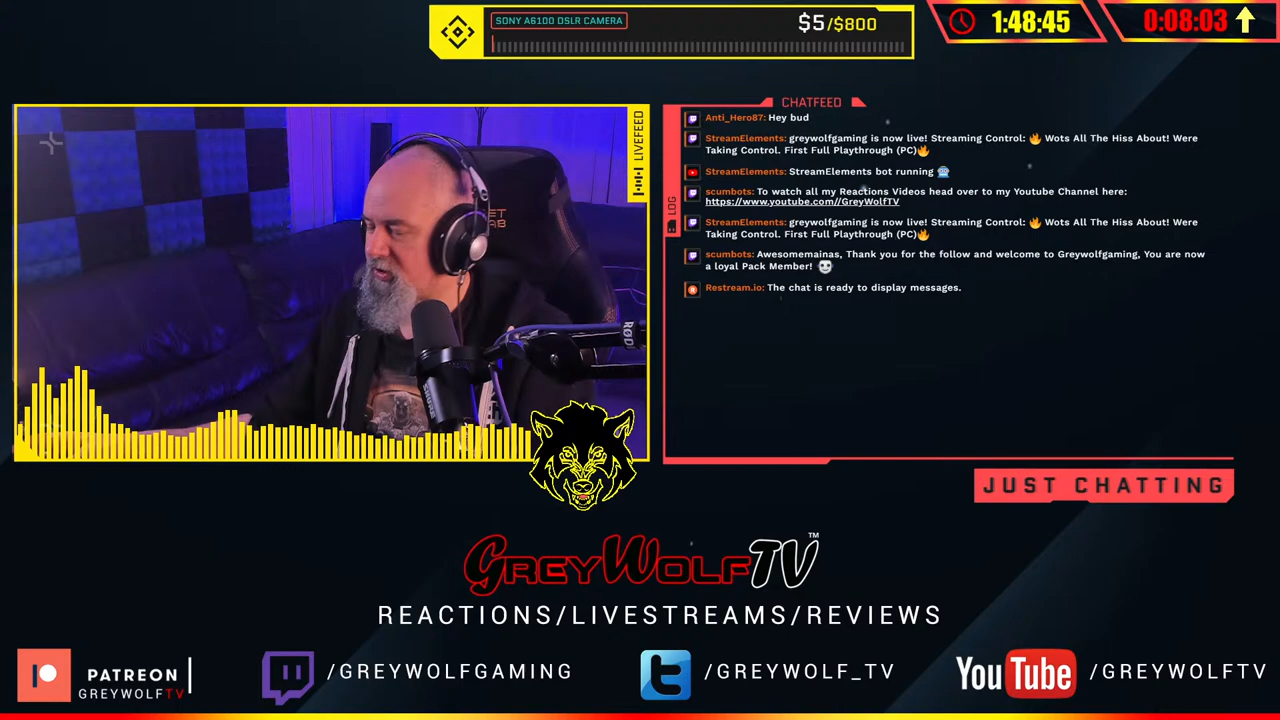 SONY A6100 DSLR CAMERA
$5/$800
1:48:45
0:08:03
LIVEFEED
CHATFEED
LOG
Anti_Hero87: Hey bud
StreamElements: greywolfgaming is now live! Streaming Control: 🔥 Wots All The Hiss About! Were
Taking Control. First Full Playthrough (PC)🔥
StreamElements: StreamElements bot running 🤖
scumbots: To watch all my Reactions Videos head over to my Youtube Channel here:
https://www.youtube.com//GreyWolfTV
StreamElements: greywolfgaming is now live! Streaming Control: 🔥 Wots All The Hiss About! Were
Taking Control. First Full Playthrough (PC)🔥
scumbots: Awesomemainas, Thank you for the follow and welcome to Greywolfgaming, You are now
a loyal Pack Member!
Restream.io: The chat is ready to display messages.
RØDE
JUST CHATTING
GREYWOLFTV™
REACTIONS/LIVESTREAMS/REVIEWS
PATREON
GREYWOLFTV
/GREYWOLFGAMING
/GREYWOLF_TV
YouTube
/GREYWOLFTV